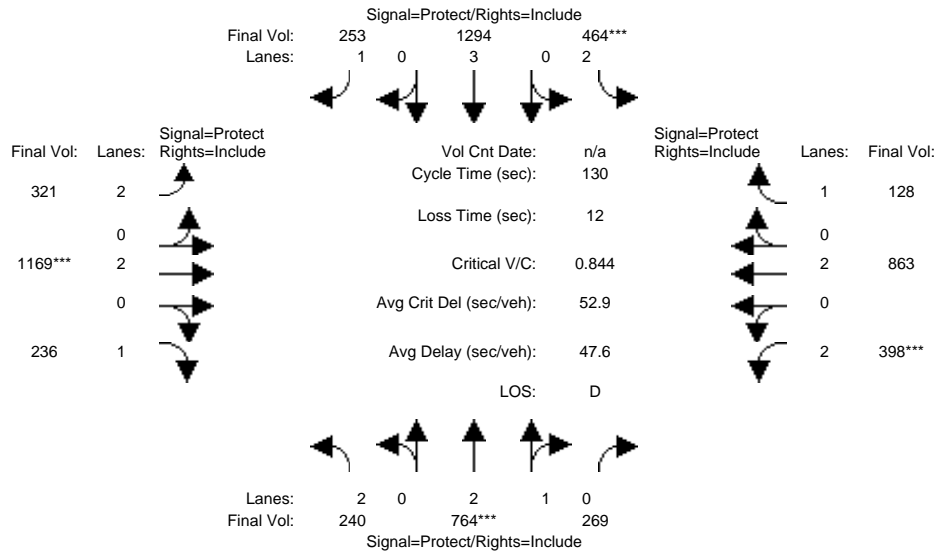 Signal=Protect/Rights=Include
Final Vol: 253 1294 464***
Lanes: 1 0 3 0 2
Signal=Protect
Final Vol: Lanes: Rights=Include
Vol Cnt Date: n/a
Signal=Protect
Rights=Include Lanes: Final Vol:
Cycle Time (sec): 130
321 2
1 128
Loss Time (sec): 12
0
0
1169*** 2
Critical V/C: 0.844
2 863
0
Avg Crit Del (sec/veh): 52.9
0
236 1
Avg Delay (sec/veh): 47.6
2 398***
LOS: D
Lanes: 2 0 2 1 0
Final Vol: 240 764*** 269
Signal=Protect/Rights=Include